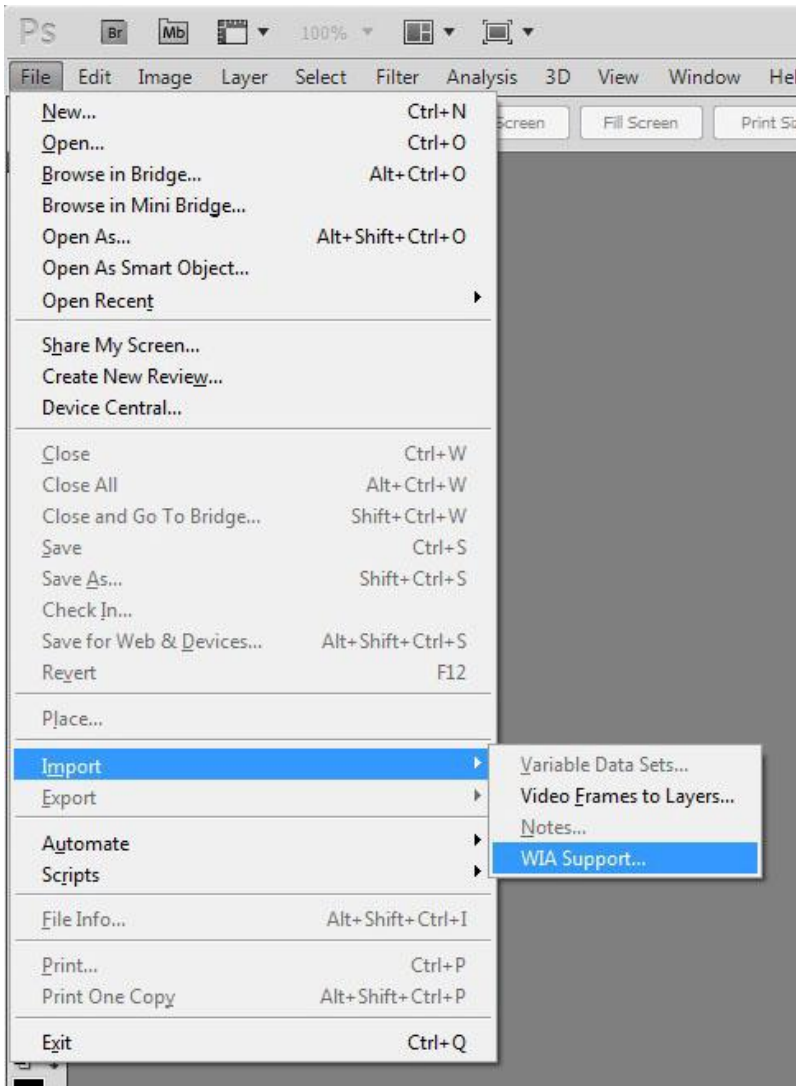 Ps Br Mb 100%
File Edit Image Layer Select Filter Analysis 3D View Window Hel
Screen Fill Screen Print Siz
New... Ctrl+N
Open... Ctrl+O
Browse in Bridge... Alt+Ctrl+O
Browse in Mini Bridge...
Open As... Alt+Shift+Ctrl+O
Open As Smart Object...
Open Recent
Share My Screen...
Create New Review...
Device Central...
Close Ctrl+W
Close All Alt+Ctrl+W
Close and Go To Bridge... Shift+Ctrl+W
Save Ctrl+S
Save As... Shift+Ctrl+S
Check In...
Save for Web & Devices... Alt+Shift+Ctrl+S
Revert F12
Place...
Import
Export
Automate
Scripts
File Info... Alt+Shift+Ctrl+I
Print... Ctrl+P
Print One Copy Alt+Shift+Ctrl+P
Exit Ctrl+Q
Variable Data Sets...
Video Frames to Layers...
Notes...
WIA Support...